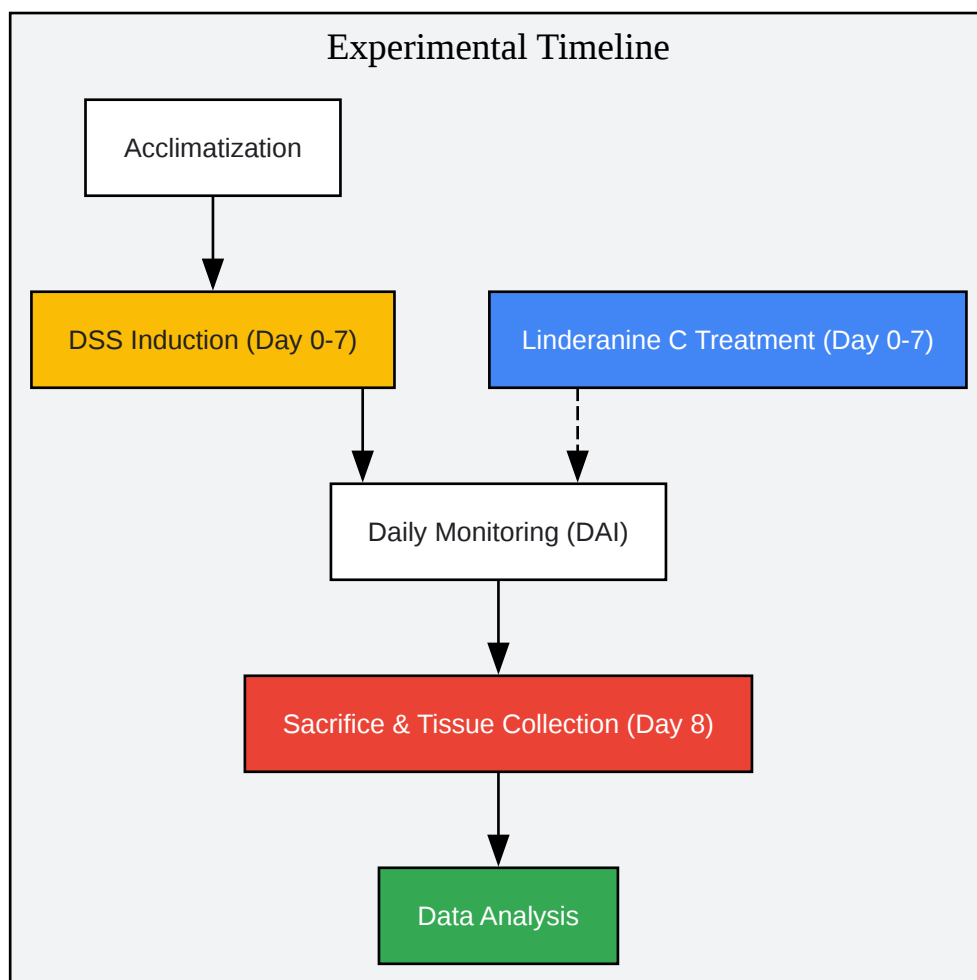 Experimental Timeline
Acclimatization
DSS Induction (Day 0-7)
Linderanine C Treatment (Day 0-7)
Daily Monitoring (DAI)
Sacrifice & Tissue Collection (Day 8)
Data Analysis